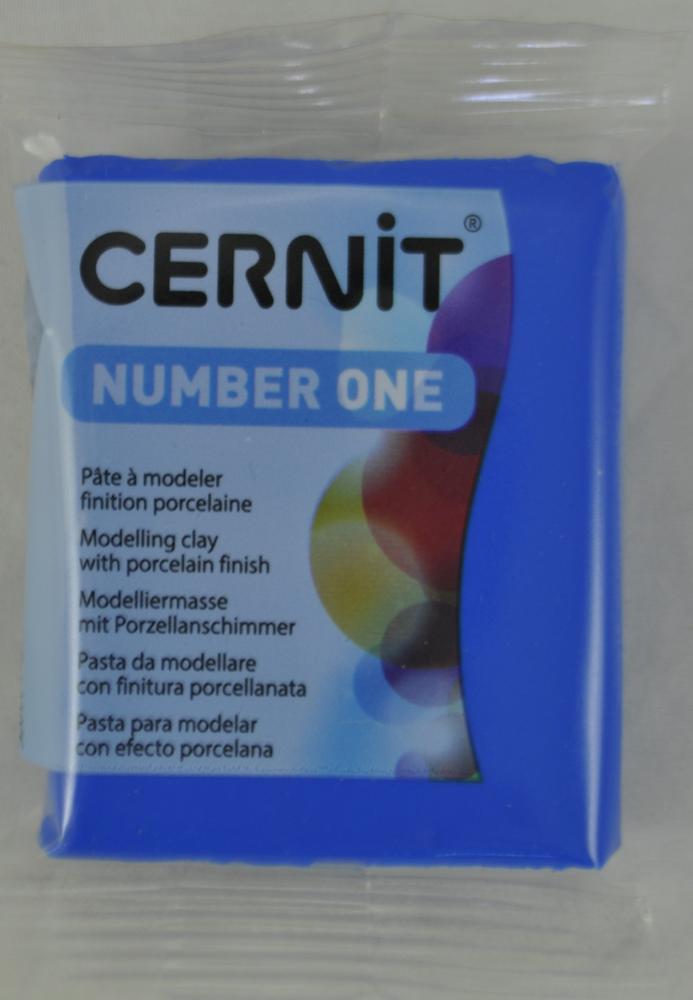 CERNiT®
NUMBER ONE
Pâte à modeler
finition porcelaine
Modelling clay
with porcelain finish
Modelliermasse
mit Porzellanschimmer
Pasta da modellare
con finitura porcellanata
Pasta para modelar
con efecto porcelana